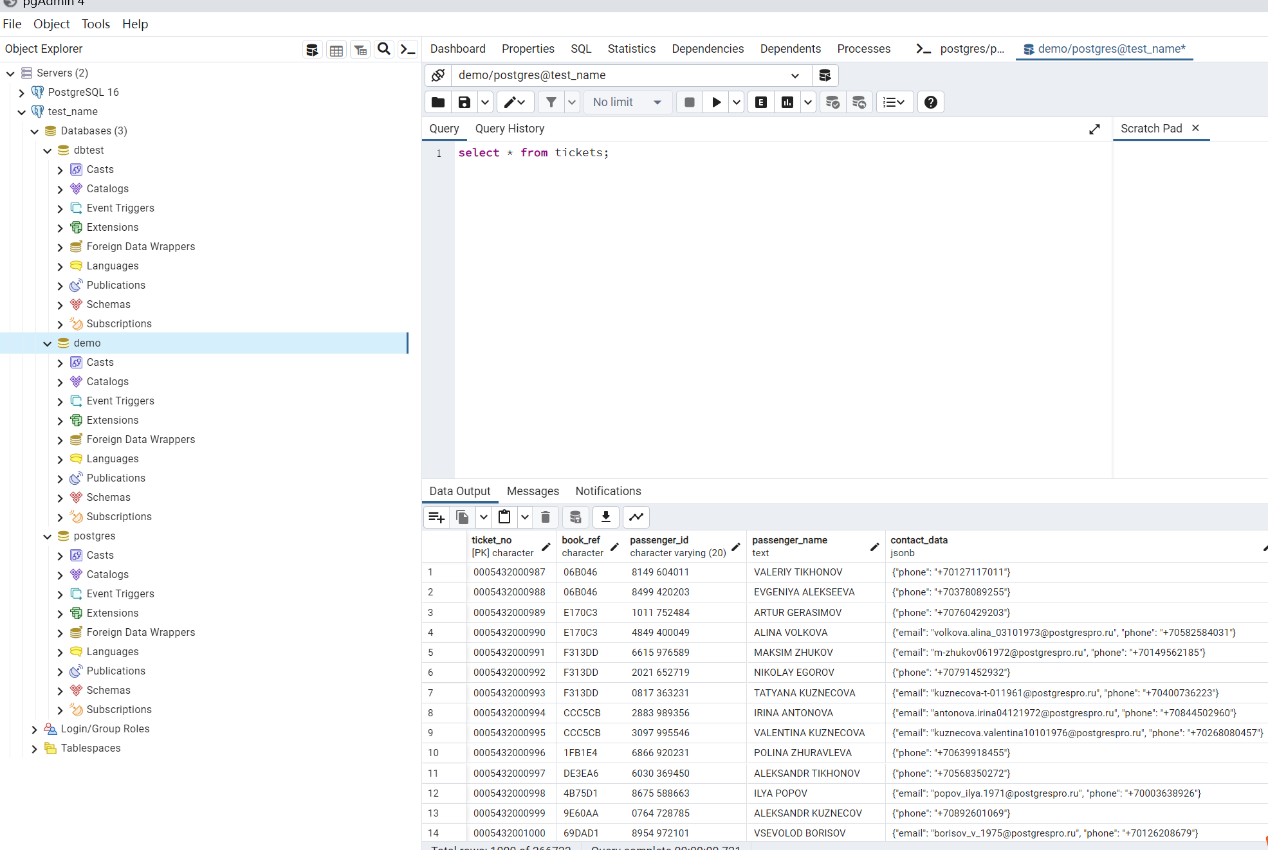 pgAdmin 4
File Object Tools Help
Object Explorer
Servers (2)
PostgreSQL 16
test_name
Databases (3)
dbtest
Casts
Catalogs
Event Triggers
Extensions
Foreign Data Wrappers
Languages
Publications
Schemas
Subscriptions
demo
Casts
Catalogs
Event Triggers
Extensions
Foreign Data Wrappers
Languages
Publications
Schemas
Subscriptions
postgres
Casts
Catalogs
Event Triggers
Extensions
Foreign Data Wrappers
Languages
Publications
Schemas
Subscriptions
Login/Group Roles
Tablespaces
Dashboard Properties SQL Statistics Dependencies Dependents Processes postgres/p... demo/postgres@test_name*
demo/postgres@test_name
No limit
Query Query History Scratch Pad
1 select * from tickets;
Data Output Messages Notifications
ticket_no book_ref passenger_id passenger_name contact_data
[PK] character character character varying (20) text jsonb
1 0005432000987 06B046 8149 604011 VALERIY TIKHONOV {"phone": "+70127117011"}
2 0005432000988 06B046 8499 420203 EVGENIYA ALEKSEEVA {"phone": "+70378089255"}
3 0005432000989 E170C3 1011 752484 ARTUR GERASIMOV {"phone": "+70760429203"}
4 0005432000990 E170C3 4849 400049 ALINA VOLKOVA {"email": "volkova.alina_03101973@postgrespro.ru", "phone": "+70582584031"}
5 0005432000991 F313DD 6615 976589 MAKSIM ZHUKOV {"email": "m-zhukov061972@postgrespro.ru", "phone": "+70149562185"}
6 0005432000992 F313DD 2021 652719 NIKOLAY EGOROV {"phone": "+70791452932"}
7 0005432000993 F313DD 0817 363231 TATYANA KUZNECOVA {"email": "kuznecova-t-011961@postgrespro.ru", "phone": "+70400736223"}
8 0005432000994 CCC5CB 2883 989356 IRINA ANTONOVA {"email": "antonova.irina04121972@postgrespro.ru", "phone": "+70844502960"}
9 0005432000995 CCC5CB 3097 995546 VALENTINA KUZNECOVA {"email": "kuznecova.valentina10101976@postgrespro.ru", "phone": "+70268080457"}
10 0005432000996 1FB1E4 6866 920231 POLINA ZHURAVLEVA {"phone": "+70639918455"}
11 0005432000997 DE3EA6 6030 369450 ALEKSANDR TIKHONOV {"phone": "+70568350272"}
12 0005432000998 4B75D1 8675 588663 ILYA POPOV {"email": "popov_ilya.1971@postgrespro.ru", "phone": "+70003638926"}
13 0005432000999 9E60AA 0764 728785 ALEKSANDR KUZNECOV {"phone": "+70892601069"}
14 0005432001000 69DAD1 8954 972101 VSEVOLOD BORISOV {"email": "borisov_v_1975@postgrespro.ru", "phone": "+70126208679"}
Total rows: 1000 of 366733 Query complete 00:00:00.721